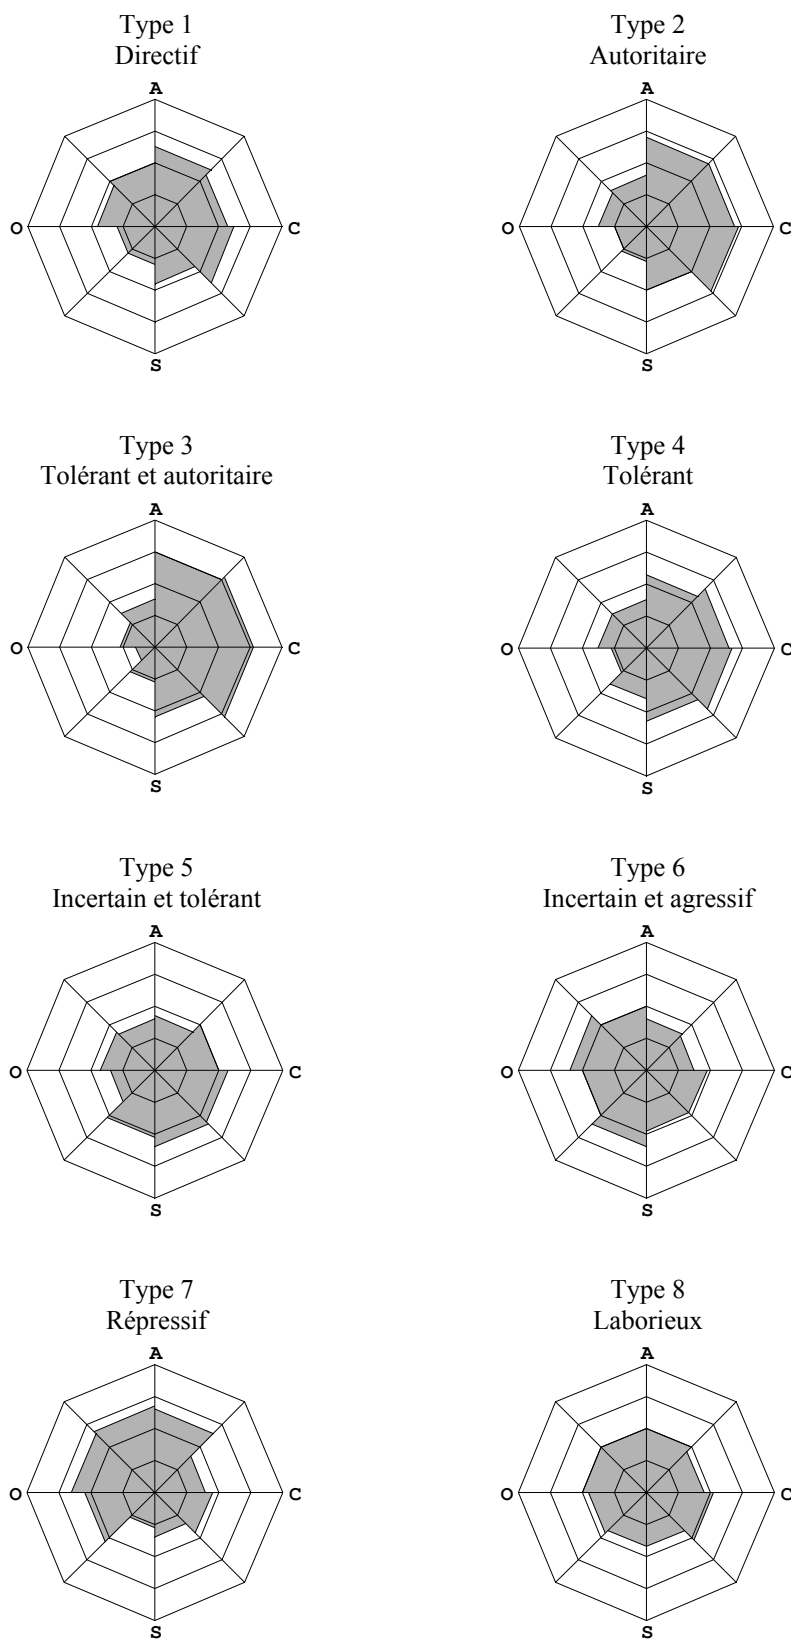 Type 1
Directif
A
O
C
S
Type 2
Autoritaire
A
O
C
S
Type 3
Tolérant et autoritaire
A
O
C
S
Type 4
Tolérant
A
O
C
S
Type 5
Incertain et tolérant
A
O
C
S
Type 6
Incertain et agressif
A
O
C
S
Type 7
Répressif
A
O
C
S
Type 8
Laborieux
A
O
C
S